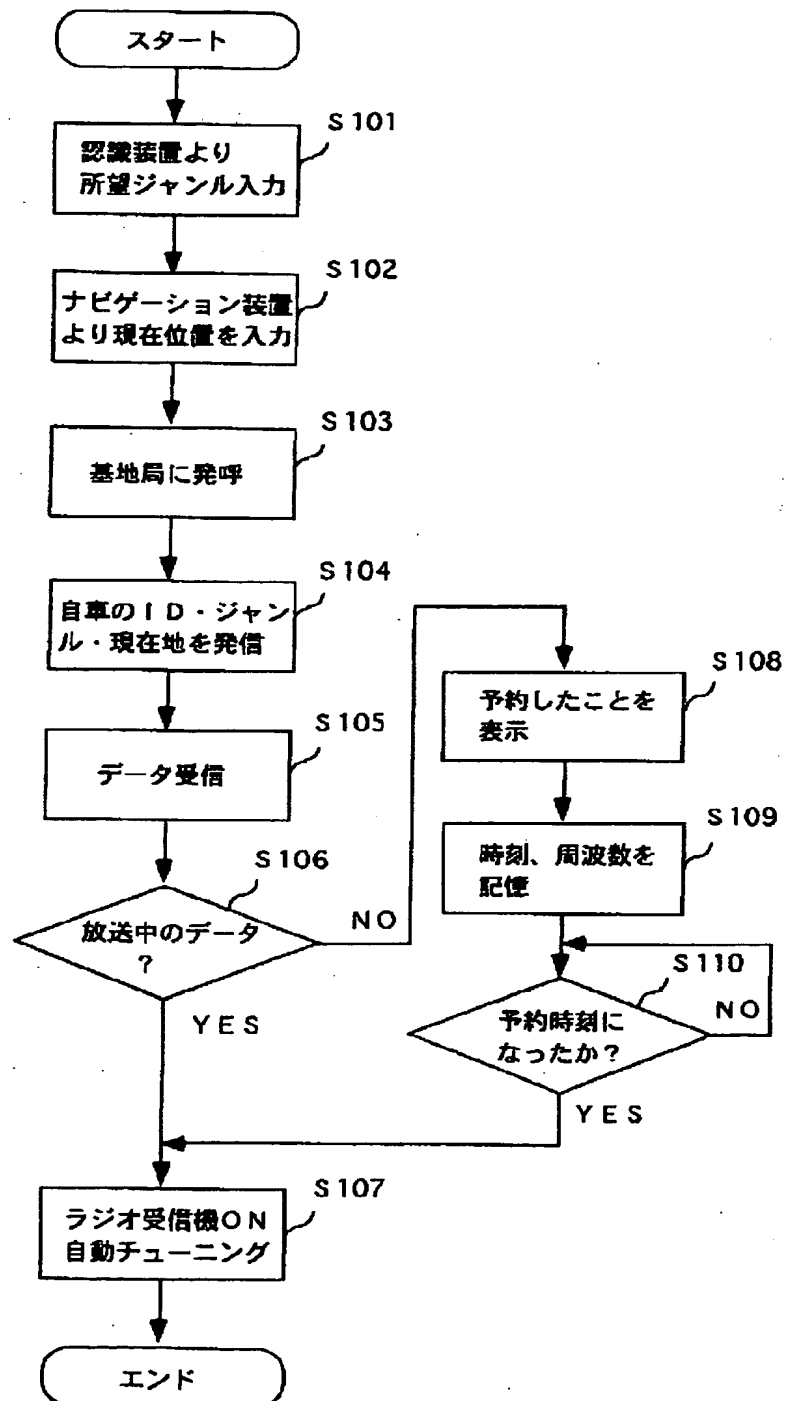 スタート
S101
認識装置より
所望ジャンル入力
S102
ナビゲーション装置
より現在位置を入力
S103
基地局に発呼
S104
自車のID・ジャン
ル・現在地を発信
S105
データ受信
S106
放送中のデータ
?
NO
YES
S108
予約したことを
表示
S109
時刻、周波数を
記憶
S110
予約時刻に
なったか?
NO
YES
S107
ラジオ受信機ON
自動チューニング
エンド